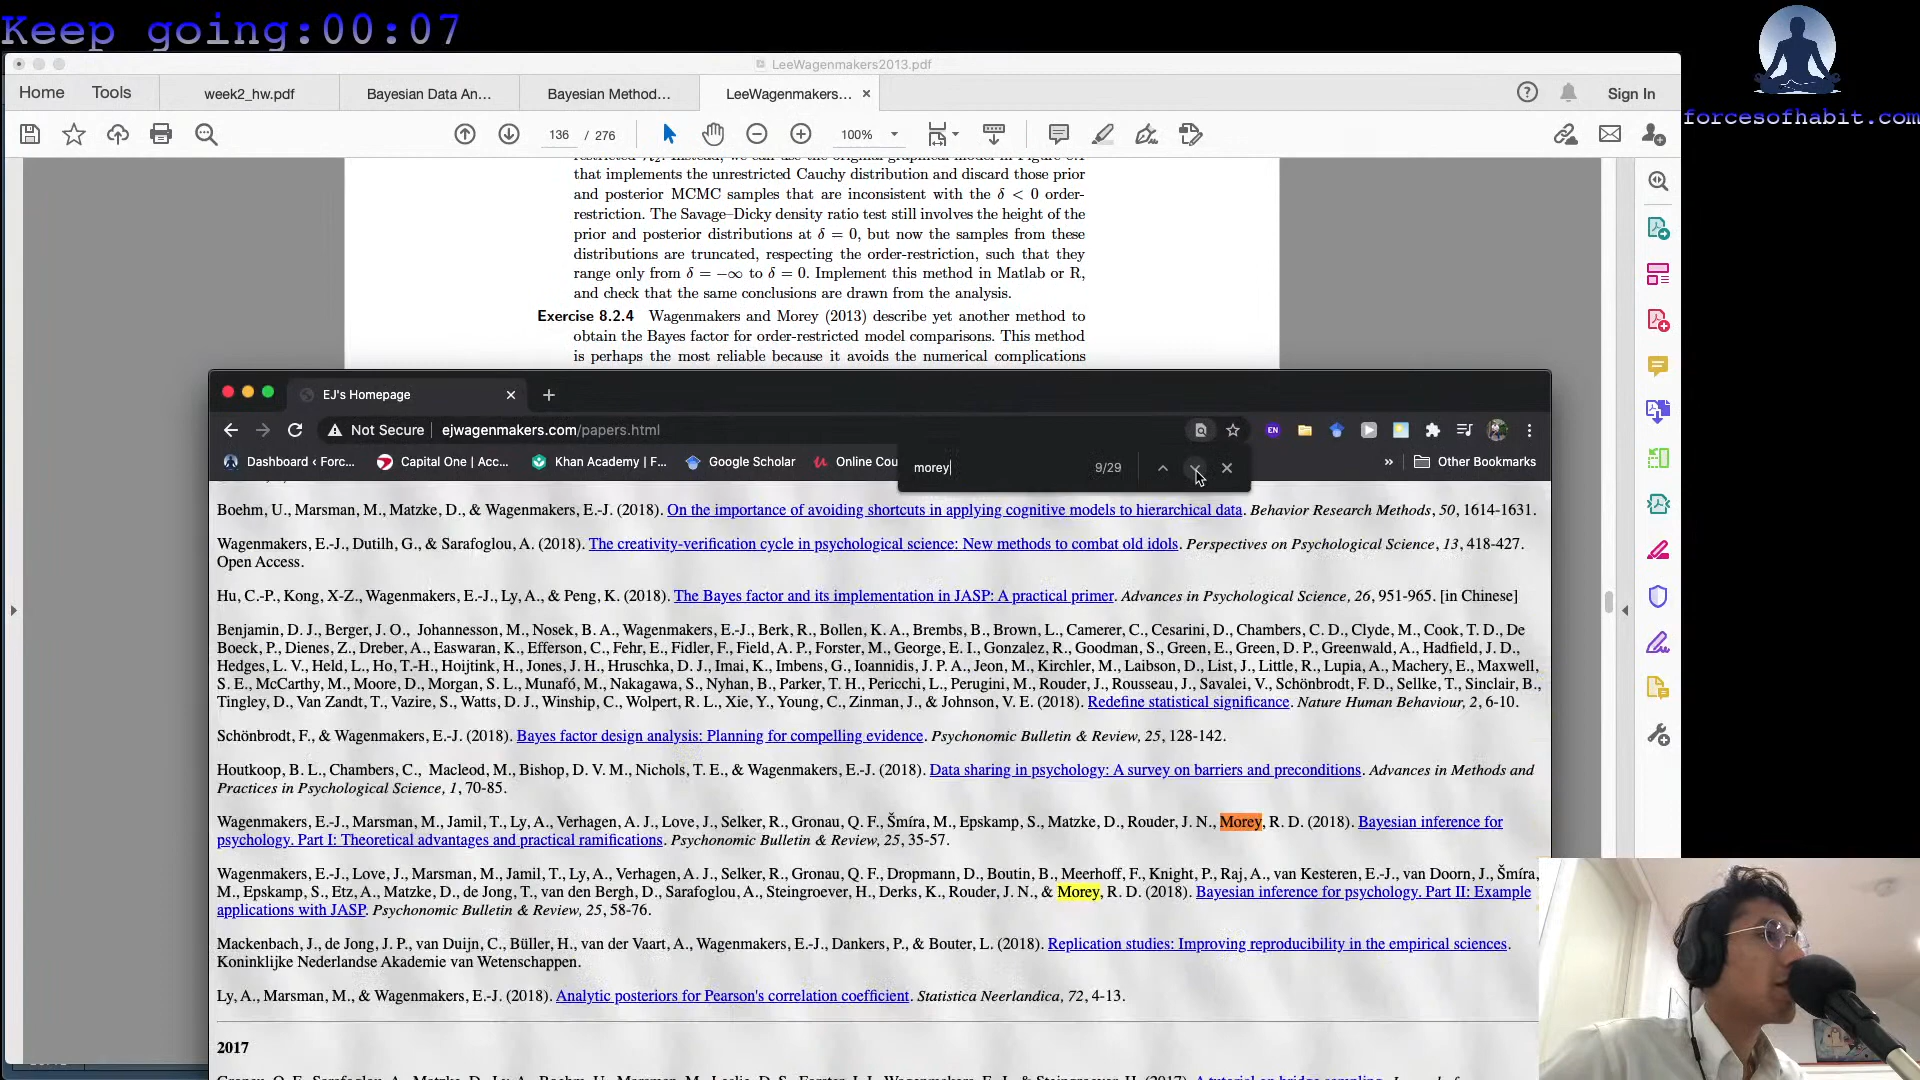 Keep going:00:07
forcesofhabit.com
LeeWagenmakers2013.pdf
Home Tools week2_hw.pdf Bayesian Data An... Bayesian Method... LeeWagenmakers... × Sign In
136 / 276 100%
that implements the unrestricted Cauchy distribution and discard those prior
and posterior MCMC samples that are inconsistent with the δ < 0 order-
restriction. The Savage–Dicky density ratio test still involves the height of the
prior and posterior distributions at δ = 0, but now the samples from these
distributions are truncated, respecting the order-restriction, such that they
range only from δ = −∞ to δ = 0. Implement this method in Matlab or R,
and check that the same conclusions are drawn from the analysis.
Exercise 8.2.4 Wagenmakers and Morey (2013) describe yet another method to
obtain the Bayes factor for order-restricted model comparisons. This method
is perhaps the most reliable because it avoids the numerical complications
EJ's Homepage
Not Secure ejwagenmakers.com/papers.html EN
Dashboard ‹ Forc... Capital One | Acc... Khan Academy | F... Google Scholar Online Cou » Other Bookmarks
morey 9/29
Boehm, U., Marsman, M., Matzke, D., & Wagenmakers, E.-J. (2018). On the importance of avoiding shortcuts in applying cognitive models to hierarchical data. Behavior Research Methods, 50, 1614-1631.
Wagenmakers, E.-J., Dutilh, G., & Sarafoglou, A. (2018). The creativity-verification cycle in psychological science: New methods to combat old idols. Perspectives on Psychological Science, 13, 418-427.
Open Access.
Hu, C.-P., Kong, X-Z., Wagenmakers, E.-J., Ly, A., & Peng, K. (2018). The Bayes factor and its implementation in JASP: A practical primer. Advances in Psychological Science, 26, 951-965. [in Chinese]
Benjamin, D. J., Berger, J. O., Johannesson, M., Nosek, B. A., Wagenmakers, E.-J., Berk, R., Bollen, K. A., Brembs, B., Brown, L., Camerer, C., Cesarini, D., Chambers, C. D., Clyde, M., Cook, T. D., De
Boeck, P., Dienes, Z., Dreber, A., Easwaran, K., Efferson, C., Fehr, E., Fidler, F., Field, A. P., Forster, M., George, E. I., Gonzalez, R., Goodman, S., Green, E., Green, D. P., Greenwald, A., Hadfield, J. D.,
Hedges, L. V., Held, L., Ho, T.-H., Hoijtink, H., Jones, J. H., Hruschka, D. J., Imai, K., Imbens, G., Ioannidis, J. P. A., Jeon, M., Kirchler, M., Laibson, D., List, J., Little, R., Lupia, A., Machery, E., Maxwell,
S. E., McCarthy, M., Moore, D., Morgan, S. L., Munafó, M., Nakagawa, S., Nyhan, B., Parker, T. H., Pericchi, L., Perugini, M., Rouder, J., Rousseau, J., Savalei, V., Schönbrodt, F. D., Sellke, T., Sinclair, B.,
Tingley, D., Van Zandt, T., Vazire, S., Watts, D. J., Winship, C., Wolpert, R. L., Xie, Y., Young, C., Zinman, J., & Johnson, V. E. (2018). Redefine statistical significance. Nature Human Behaviour, 2, 6-10.
Schönbrodt, F., & Wagenmakers, E.-J. (2018). Bayes factor design analysis: Planning for compelling evidence. Psychonomic Bulletin & Review, 25, 128-142.
Houtkoop, B. L., Chambers, C., Macleod, M., Bishop, D. V. M., Nichols, T. E., & Wagenmakers, E.-J. (2018). Data sharing in psychology: A survey on barriers and preconditions. Advances in Methods and
Practices in Psychological Science, 1, 70-85.
Wagenmakers, E.-J., Marsman, M., Jamil, T., Ly, A., Verhagen, A. J., Love, J., Selker, R., Gronau, Q. F., Šmíra, M., Epskamp, S., Matzke, D., Rouder, J. N., Morey, R. D. (2018). Bayesian inference for
psychology. Part I: Theoretical advantages and practical ramifications. Psychonomic Bulletin & Review, 25, 35-57.
Wagenmakers, E.-J., Love, J., Marsman, M., Jamil, T., Ly, A., Verhagen, A. J., Selker, R., Gronau, Q. F., Dropmann, D., Boutin, B., Meerhoff, F., Knight, P., Raj, A., van Kesteren, E.-J., van Doorn, J., Šmíra,
M., Epskamp, S., Etz, A., Matzke, D., de Jong, T., van den Bergh, D., Sarafoglou, A., Steingroever, H., Derks, K., Rouder, J. N., & Morey, R. D. (2018). Bayesian inference for psychology. Part II: Example
applications with JASP. Psychonomic Bulletin & Review, 25, 58-76.
Mackenbach, J., de Jong, J. P., van Duijn, C., Büller, H., van der Vaart, A., Wagenmakers, E.-J., Dankers, P., & Bouter, L. (2018). Replication studies: Improving reproducibility in the empirical sciences.
Koninklijke Nederlandse Akademie van Wetenschappen.
Ly, A., Marsman, M., & Wagenmakers, E.-J. (2018). Analytic posteriors for Pearson's correlation coefficient. Statistica Neerlandica, 72, 4-13.
2017